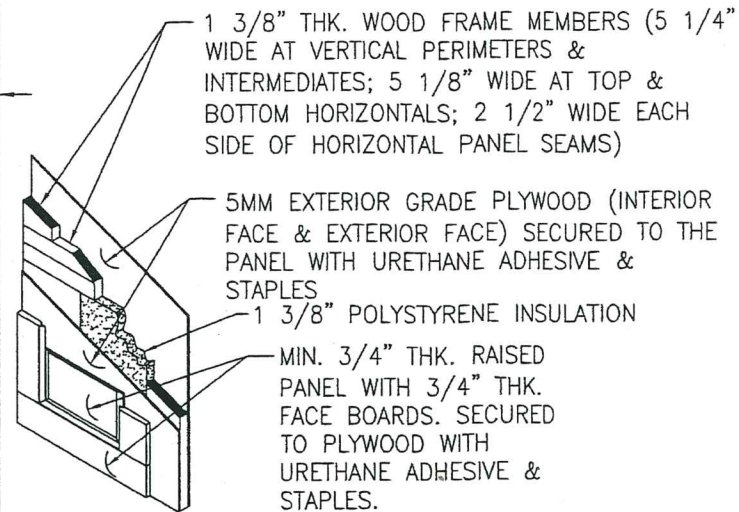 1 3/8" THK. WOOD FRAME MEMBERS (5 1/4"
WIDE AT VERTICAL PERIMETERS &
INTERMEDIATES; 5 1/8" WIDE AT TOP &
BOTTOM HORIZONTALS; 2 1/2" WIDE EACH
SIDE OF HORIZONTAL PANEL SEAMS)
5MM EXTERIOR GRADE PLYWOOD (INTERIOR
FACE & EXTERIOR FACE) SECURED TO THE
PANEL WITH URETHANE ADHESIVE &
STAPLES
1 3/8" POLYSTYRENE INSULATION
MIN. 3/4" THK. RAISED
PANEL WITH 3/4" THK.
FACE BOARDS. SECURED
TO PLYWOOD WITH
URETHANE ADHESIVE &
STAPLES.